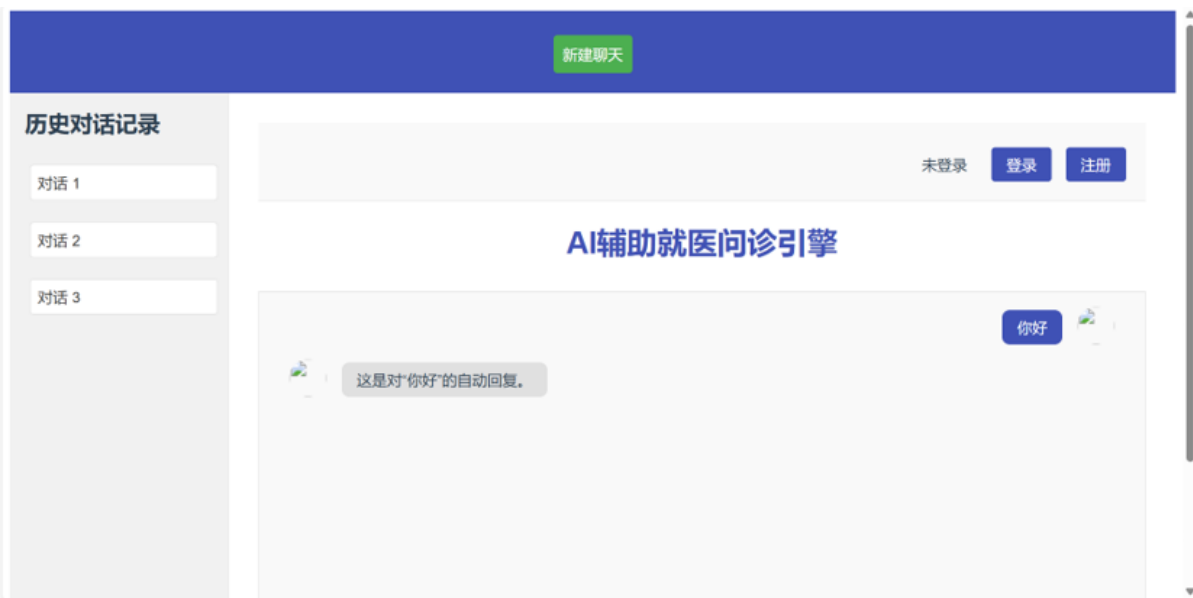 新建聊天
历史对话记录
对话 1
对话 2
对话 3
未登录 登录 注册
AI辅助就医问诊引擎
你好
这是对“你好”的自动回复。